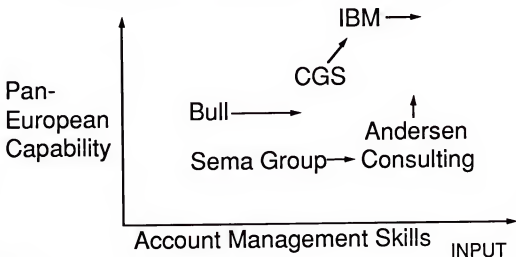 IBM
CGS
Pan-
European
Capability
Bull
Andersen
Consulting
Sema Group
Account Management Skills
INPUT